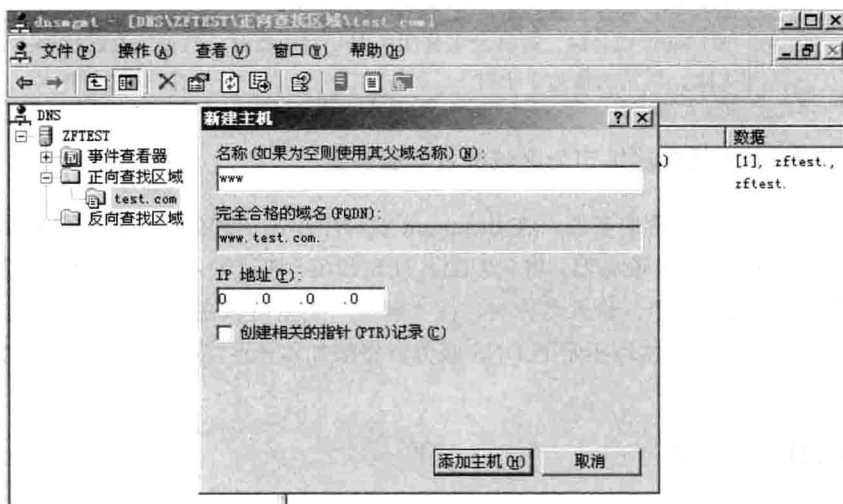 dnsmgmt - [DNS\ZFTEST\正向查找区域\test.com]
文件(F) 操作(A) 查看(V) 窗口(W) 帮助(H)
DNS
ZFTEST
事件查看器
正向查找区域
test.com
反向查找区域
新建主机
名称(如果为空则使用其父域名称)(N):
www
完全合格的域名(FQDN):
www.test.com.
IP 地址(P):
0 .0 .0 .0
创建相关的指针(PTR)记录(C)
添加主机(H) 取消
数据
[1], zftest.,
zftest.